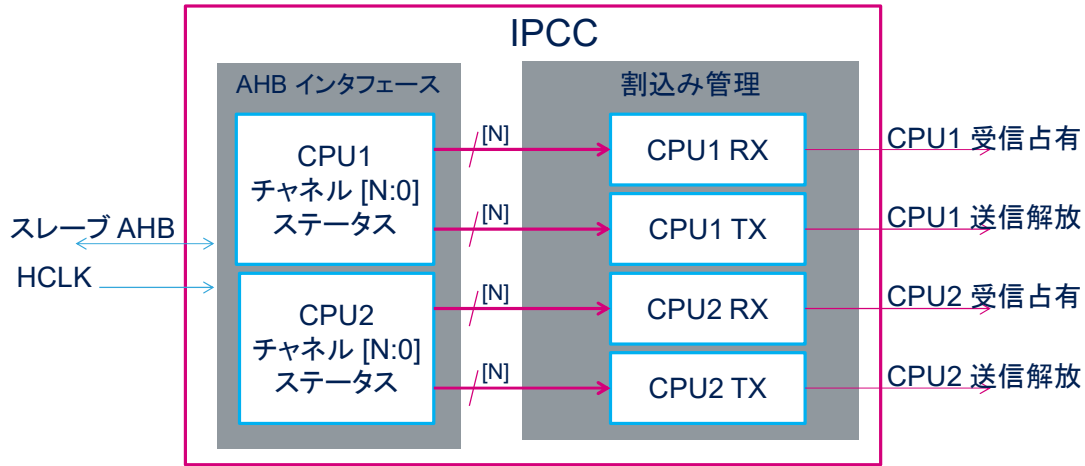 IPCC
AHB インタフェース
割込み管理
CPU1
チャネル [N:0]
ステータス
[N]
CPU1 RX
CPU1 受信占有
[N]
CPU1 TX
CPU1 送信解放
スレーブ AHB
HCLK
CPU2
チャネル [N:0]
ステータス
[N]
CPU2 RX
CPU2 受信占有
[N]
CPU2 TX
CPU2 送信解放